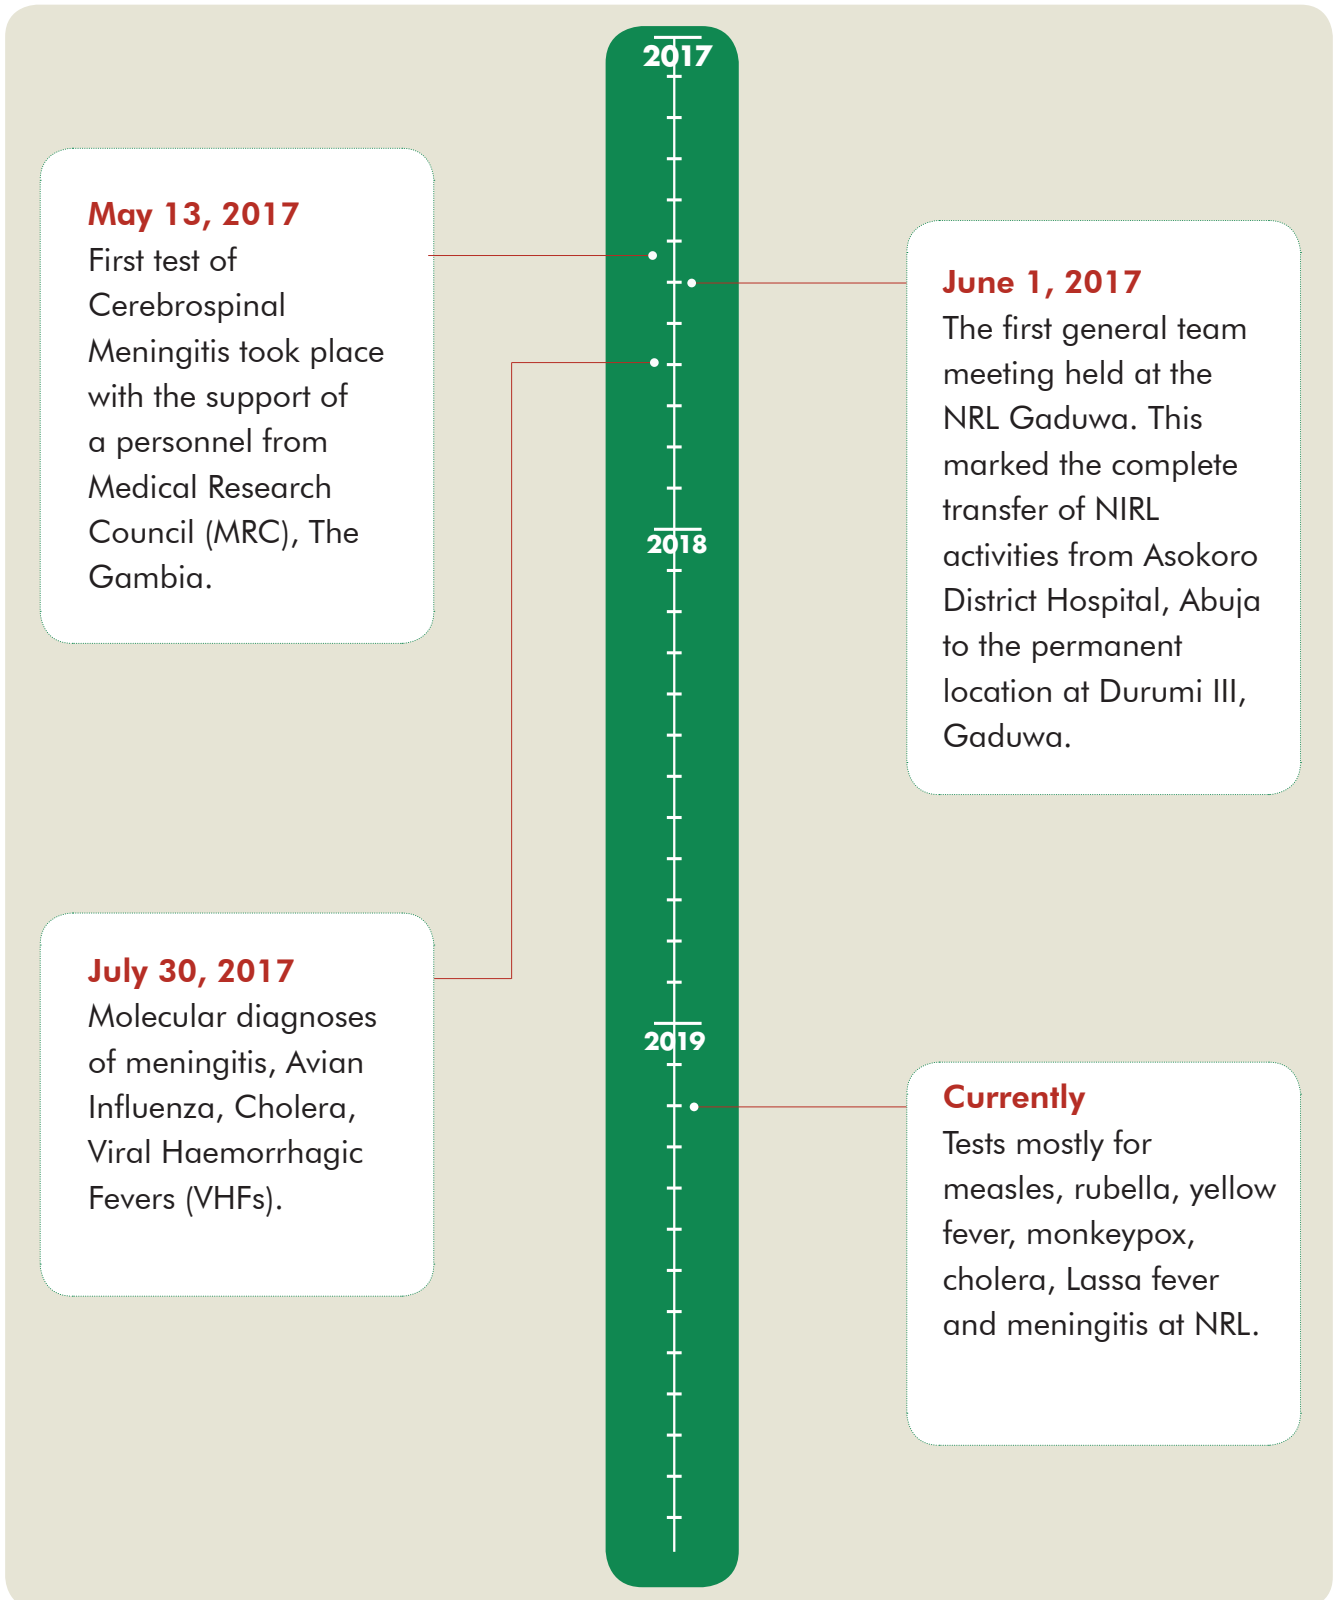 2017
May 13, 2017
First test of
Cerebrospinal
Meningitis took place
with the support of
a personnel from
Medical Research
Council (MRC), The
Gambia.
June 1, 2017
The first general team
meeting held at the
NRL Gaduwa. This
marked the complete
transfer of NIRL
activities from Asokoro
District Hospital, Abuja
to the permanent
location at Durumi III,
Gaduwa.
2018
July 30, 2017
Molecular diagnoses
of meningitis, Avian
Influenza, Cholera,
Viral Haemorrhagic
Fevers (VHFs).
2019
Currently
Tests mostly for
measles, rubella, yellow
fever, monkeypox,
cholera, Lassa fever
and meningitis at NRL.